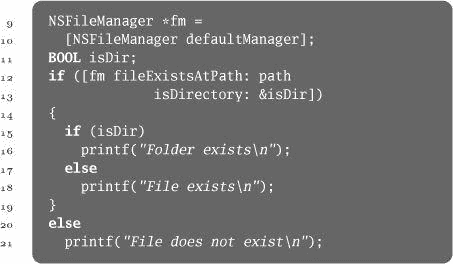 9 NSFileManager *fm =
10 [NSFileManager defaultManager];
11 BOOL isDir;
12 if ([fm fileExistsAtPath: path
13 isDirectory: &isDir])
14 {
15 if (isDir)
16 printf("Folder exists\n");
17 else
18 printf("File exists\n");
19 }
20 else
21 printf("File does not exist\n");